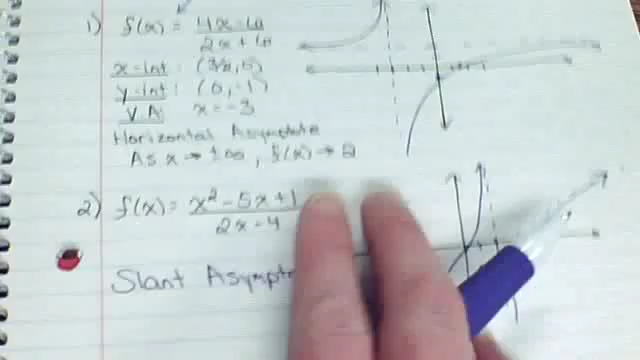 1) f(x) = 4x-6
2x+6
x-Int : (3/2, 0)
y-Int : (0, -1)
V.A : x=-3
Horizontal Asymptote
As x → ±∞, f(x) → 2
2) f(x) = x² - 5x + 1
2x - 4
Slant Asympt